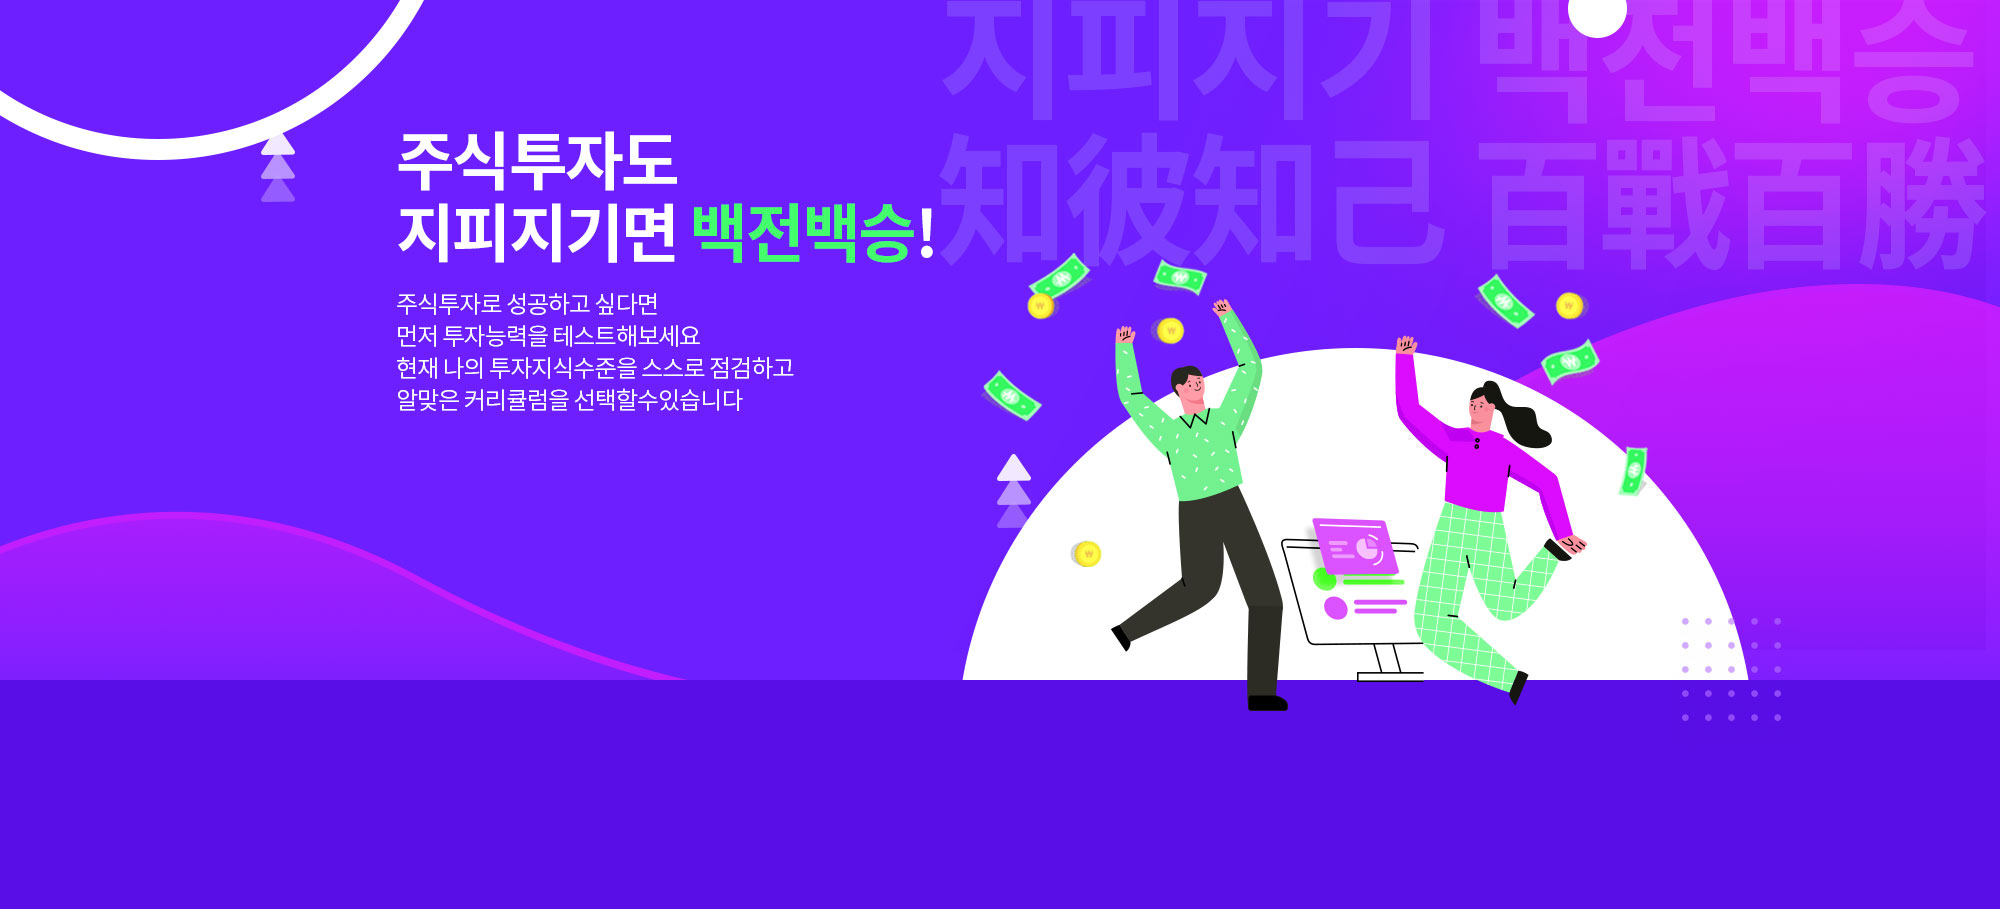 지피지기 백전백승
知彼知己 百戰百勝
주식투자도
지피지기면 백전백승!
주식투자로 성공하고 싶다면
먼저 투자능력을 테스트해보세요
현재 나의 투자지식수준을 스스로 점검하고
알맞은 커리큘럼을 선택할수있습니다